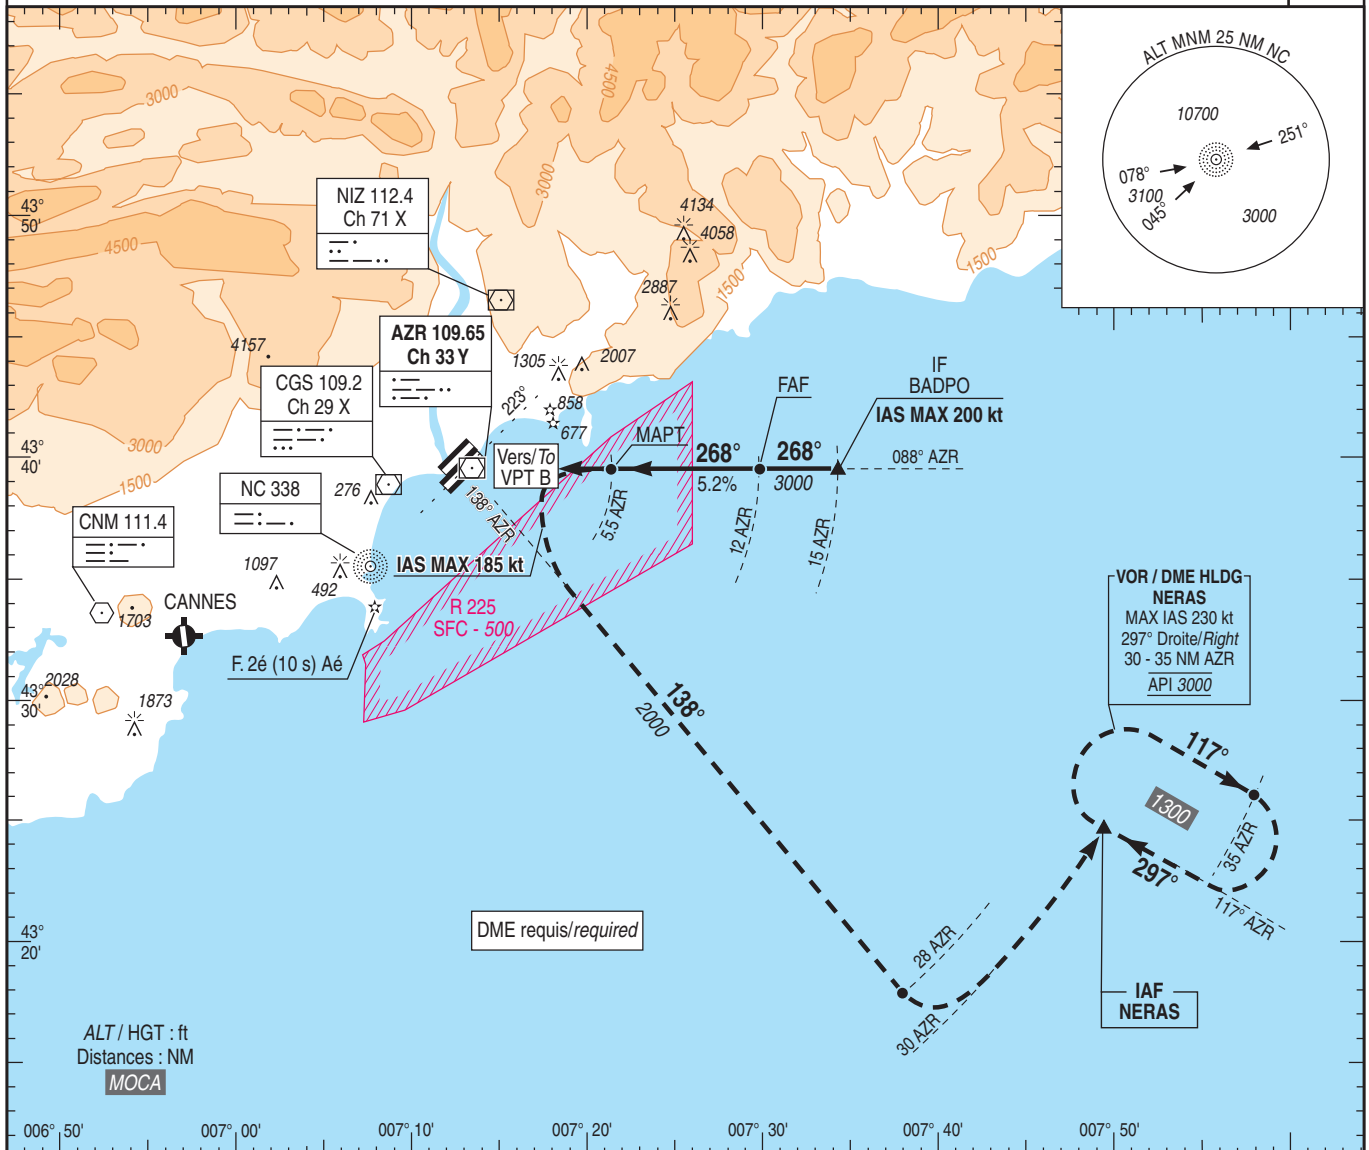 ALT MNM 25 NM NC
10700
251°
078°
3100
045°
3000
3000
4500
3000
4500
1500
1500
3000
1500
43°
50'
NIZ 112.4
Ch 71 X
4134
4058
2887
AZR 109.65
Ch 33 Y
4157
1305
2007
CGS 109.2
Ch 29 X
223°
858
677
FAF
IF
BADPO
IAS MAX 200 kt
MAPT
43°
40'
Vers/To
VPT B
268°
268°
088° AZR
5.2%
3000
NC 338
276
138° AZR
5.5 AZR
12 AZR
15 AZR
CNM 111.4
1097
492
IAS MAX 185 kt
1703
CANNES
R 225
SFC - 500
VOR / DME HLDG
NERAS
MAX IAS 230 kt
297° Droite/Right
30 - 35 NM AZR
API 3000
F. 2é (10 s) Aé
43°
30'
2028
1873
138°
2000
117°
1300
35 AZR
297°
117° AZR
43°
20'
DME requis/required
28 AZR
30 AZR
IAF
NERAS
ALT / HGT : ft
Distances : NM
MOCA
006° 50'
007° 00'
007° 10'
007° 20'
007° 30'
007° 40'
007° 50'